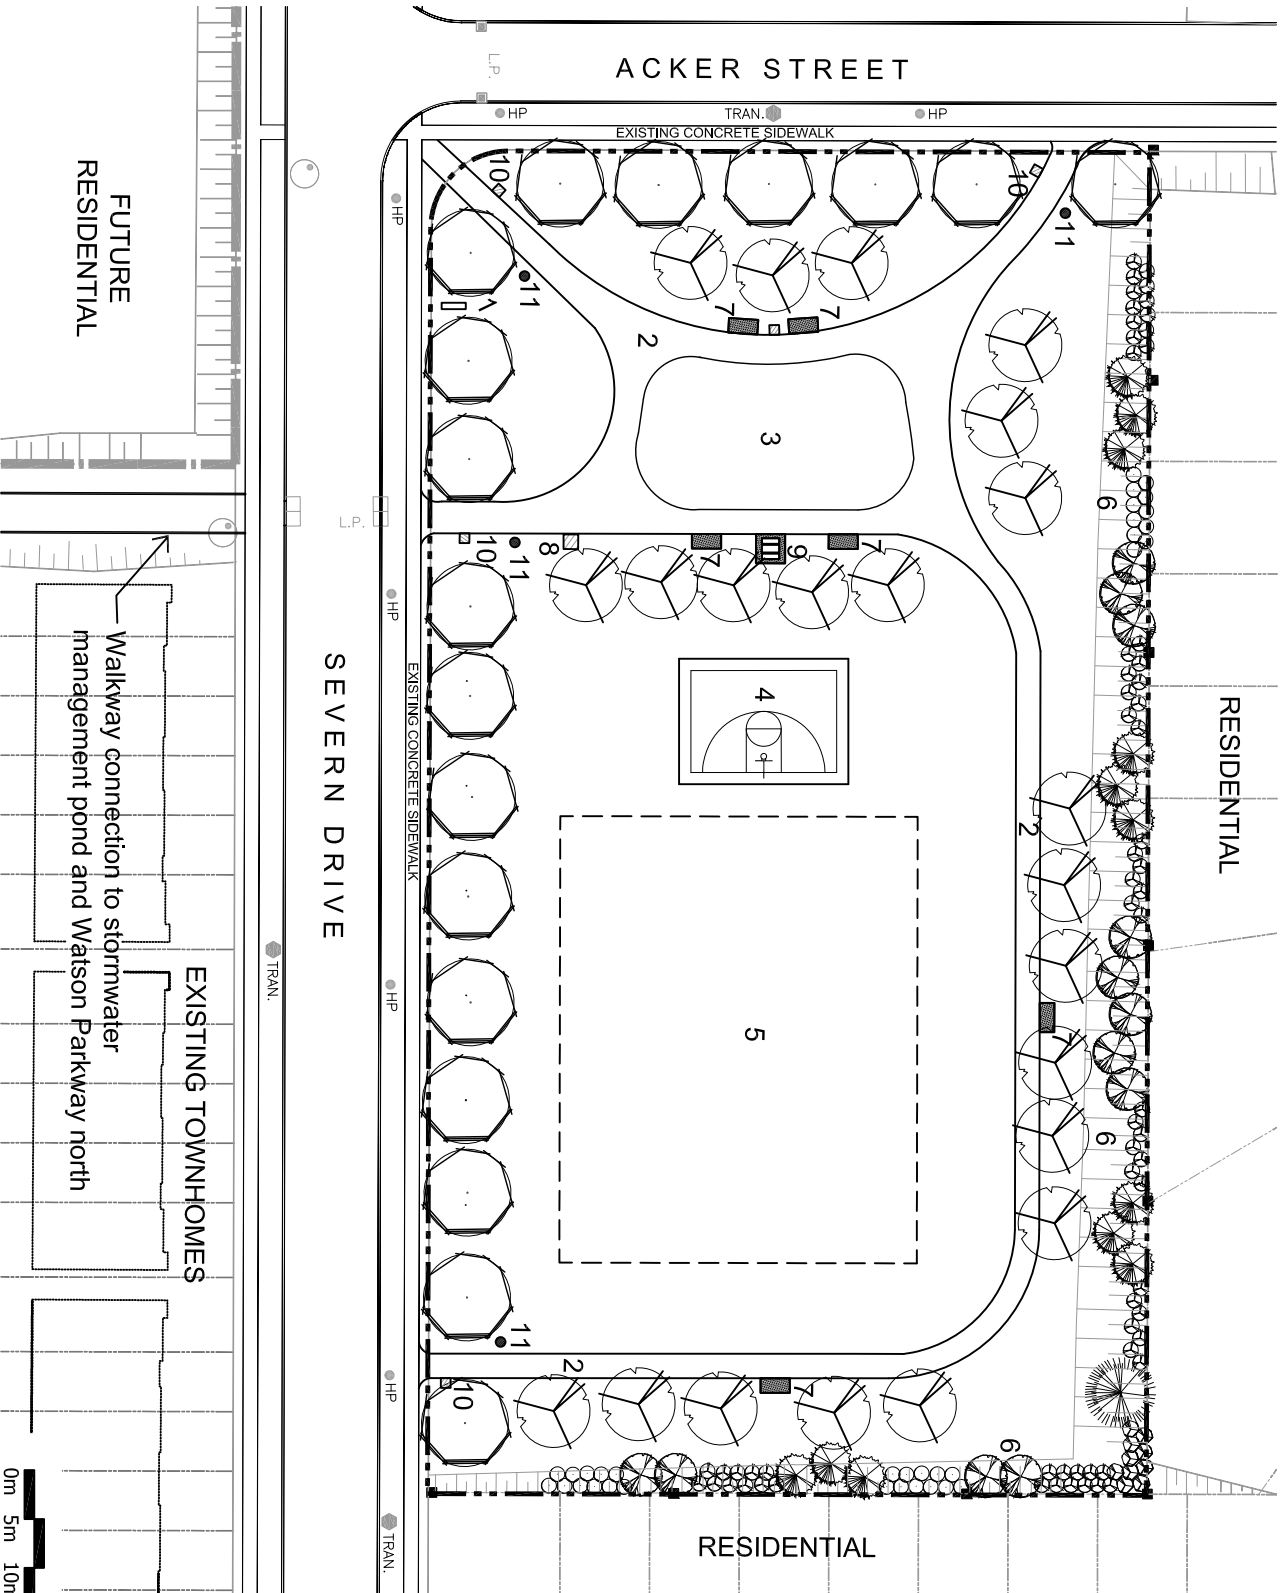 ACKER STREET
L.P.
HP
TRAN.
HP
EXISTING CONCRETE SIDEWALK
10
10
11
HP
11
1
FUTURE
RESIDENTIAL
7
7
2
3
6
L.P.
10
11
8
7
9
7
HP
Walkway connection to stormwater
management pond and Watson Parkway north
SEVERN DRIVE
EXISTING CONCRETE SIDEWALK
4
RESIDENTIAL
2
5
7
6
TRAN.
HP
EXISTING TOWNHOMES
11
2
HP
10
7
6
0m 5m 10m
TRAN.
RESIDENTIAL